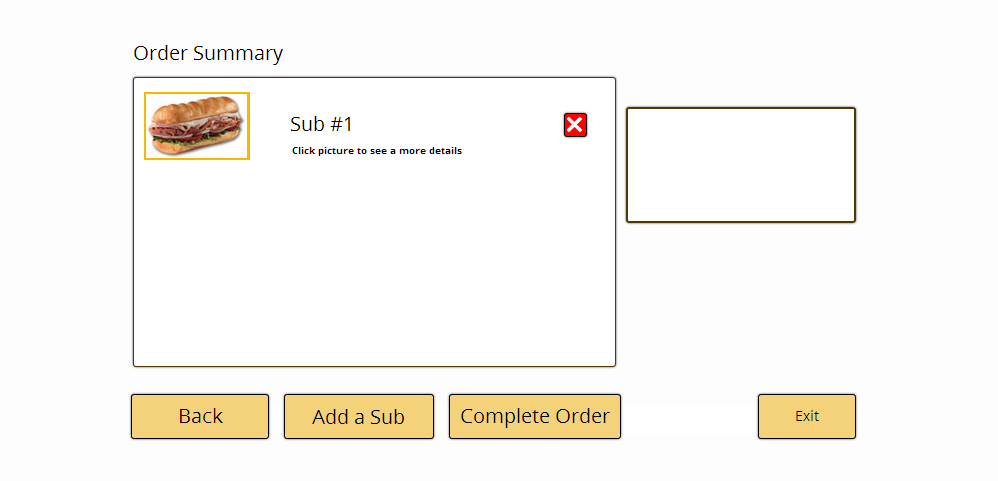 Order Summary
Sub #1
Click picture to see a more details
Back
Add a Sub
Complete Order
Exit